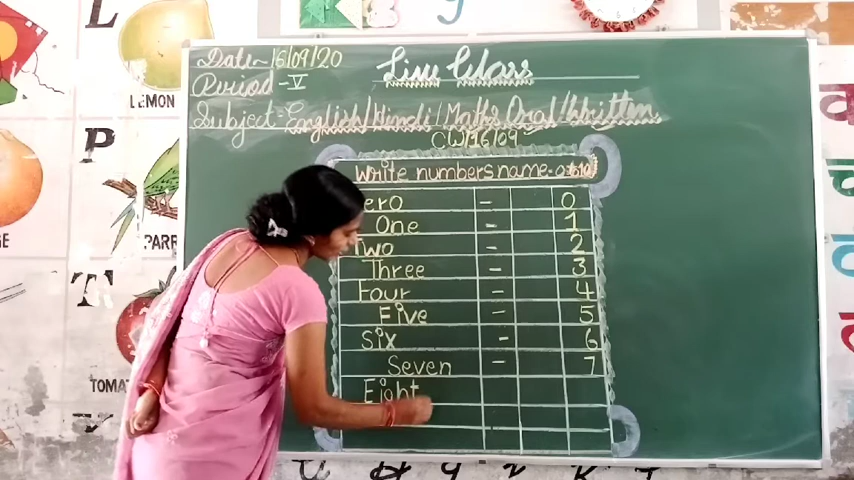 L
LEMON
P
PARR
T
TOMA
Date- 16/09/20
Live Class
Period - V
Subject- English/Hindi/Maths Oral/Written
CW/16/09
Write numbers name- 0 to 10
ero - 0
One - 1
Two - 2
Three - 3
Four - 4
Five - 5
Six - 6
Seven - 7
Eight